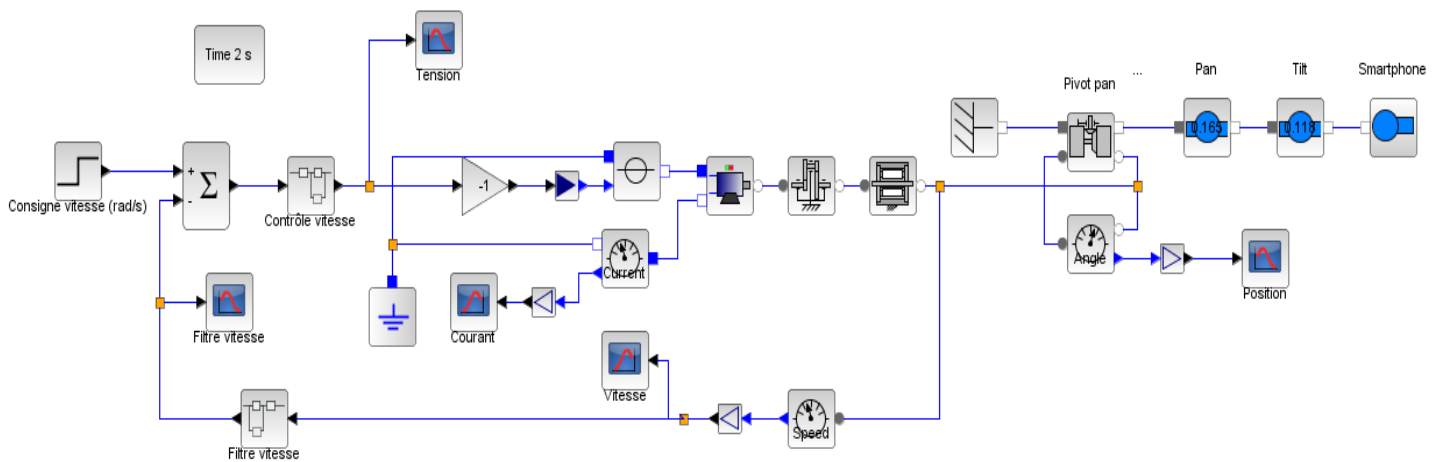 Time 2 s
Tension
Pivot pan
...
Pan
Tilt
Smartphone
0.165
0.118
Consigne vitesse (rad/s)
+
-
Σ
Contrôle vitesse
-1
Current
Courant
Angle
Position
Filtre vitesse
Vitesse
Speed
Filtre vitesse